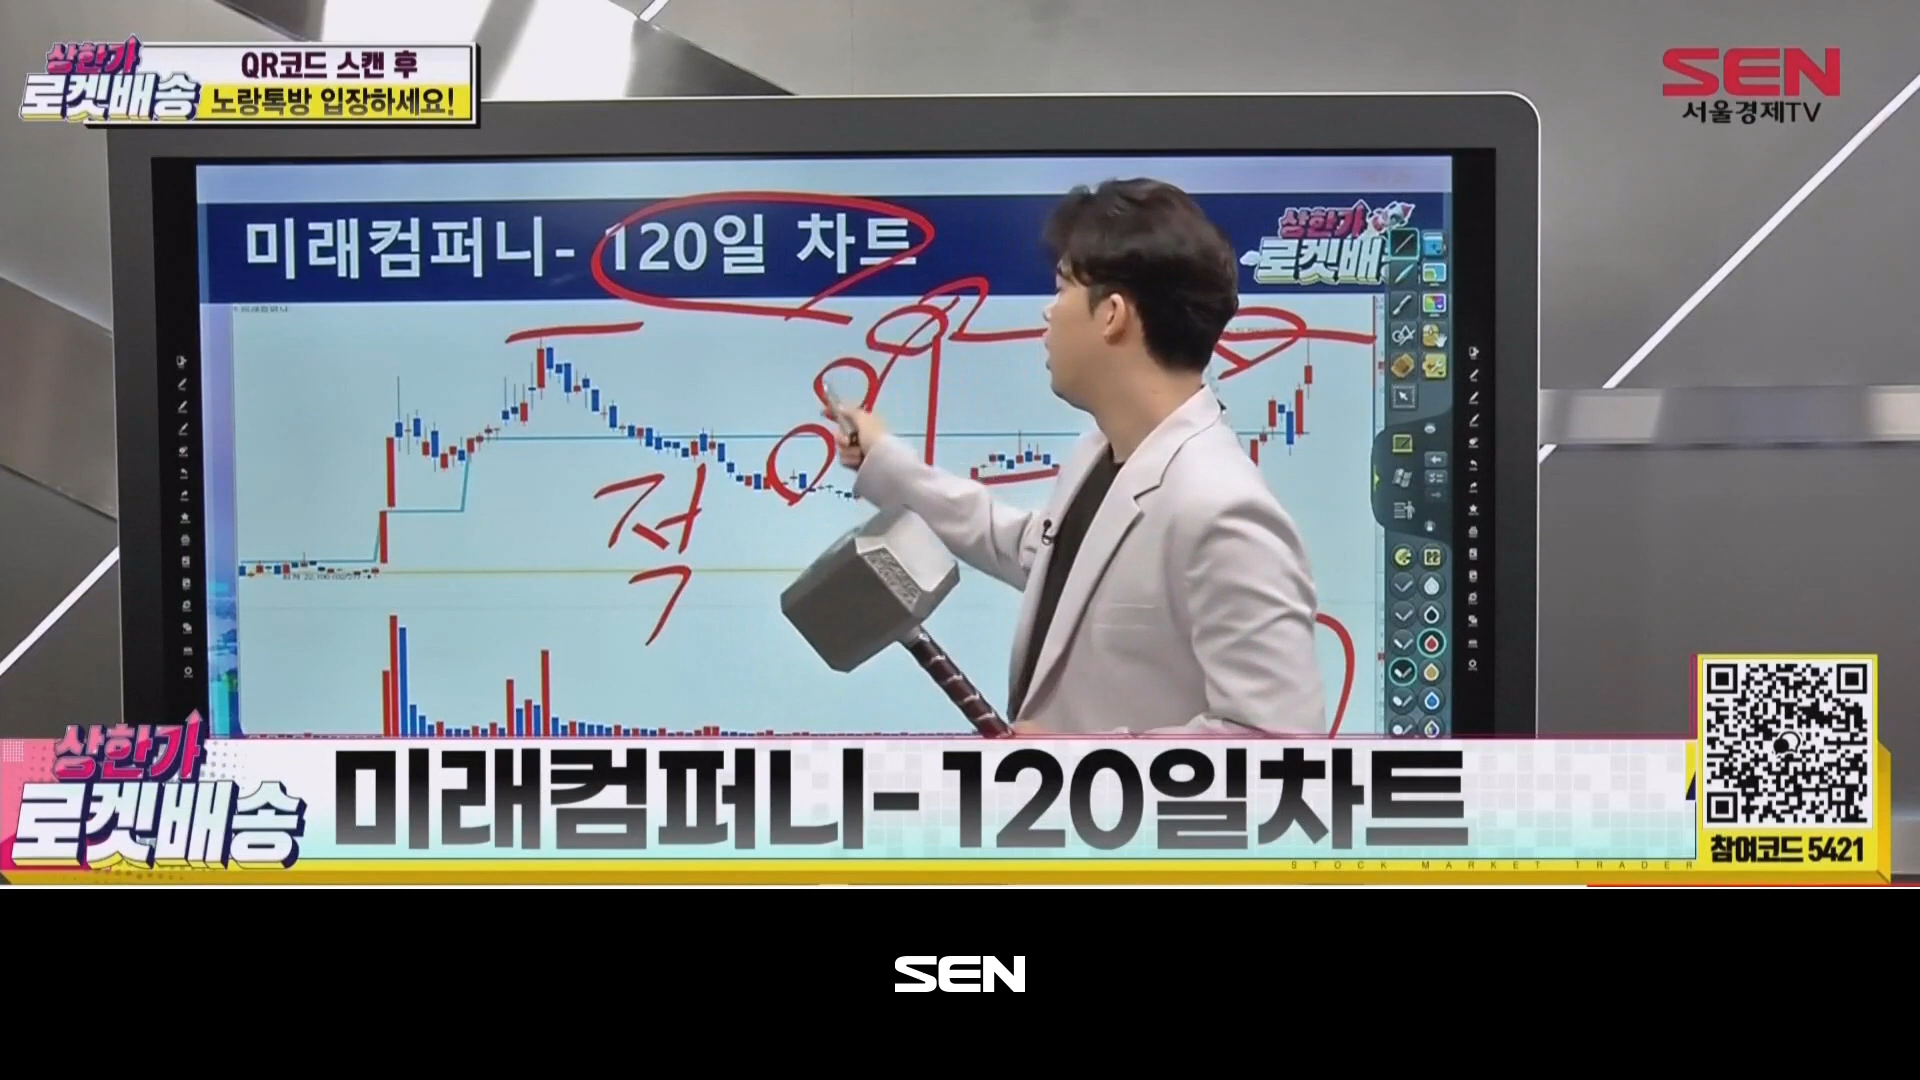 상한가
로켓배송
QR코드 스캔 후
노랑톡방 입장하세요!
SEN
서울경제TV
미래컴퍼니- 120일 차트
상한가
로켓배
저
상한가
로켓배송
미래컴퍼니-120일차트
STOCK MARKET TRADER
참여코드 5421
SEN